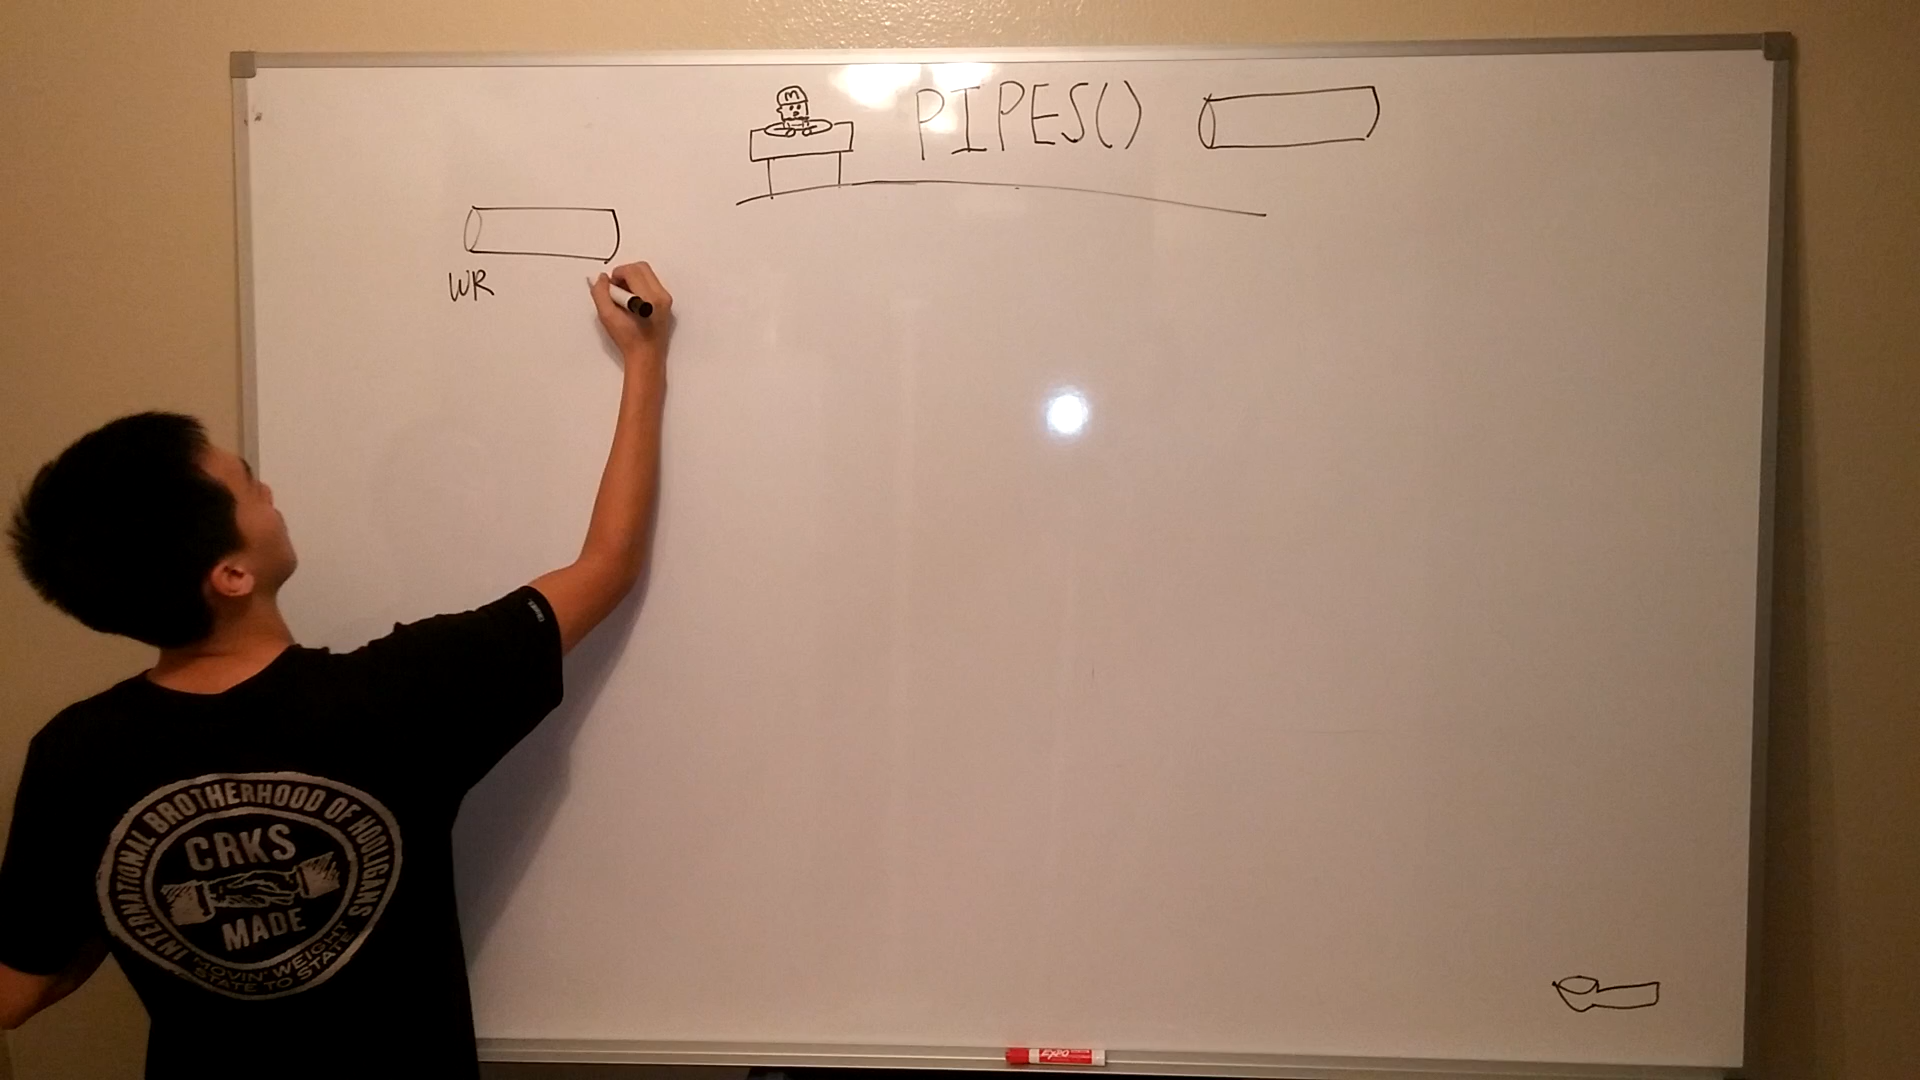 M
PIPES()
WR
INTERNATIONAL BROTHERHOOD OF HOOLIGANS
CRKS
MADE
"MOVIN' WEIGHT
STATE TO STATE"
EXPO